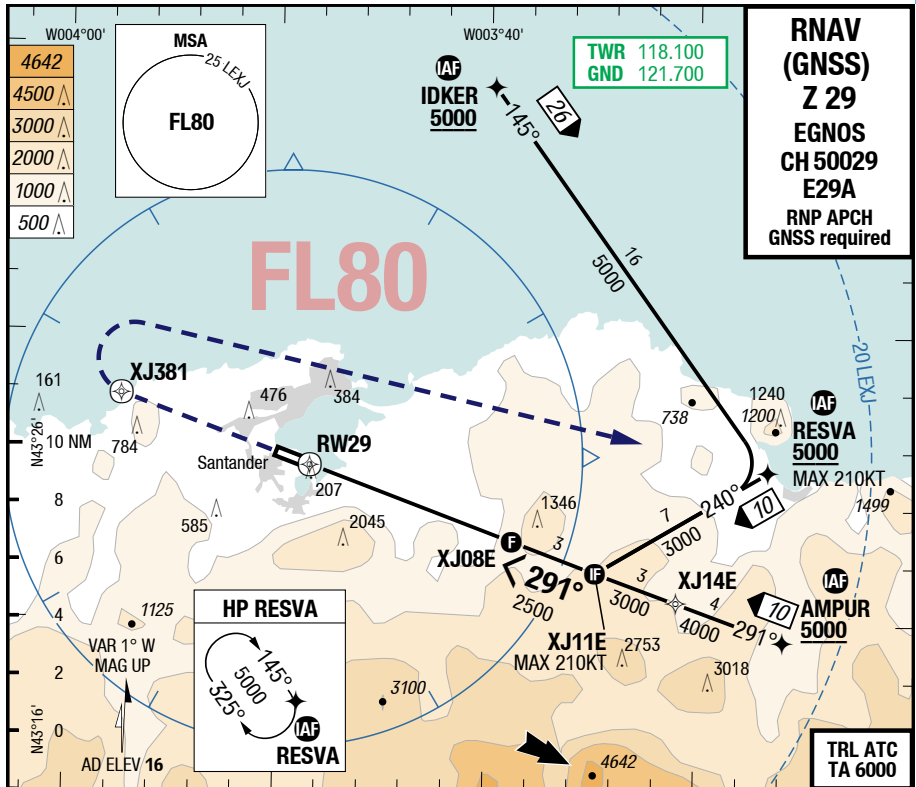 W004°00'
W003°40'
4642
4500
3000
2000
1000
500
MSA
25 LEXJ
FL80
IAF
IDKER
5000
TWR 118.100
GND 121.700
RNAV
(GNSS)
Z 29
EGNOS
CH 50029
E29A
RNP APCH
GNSS required
145°
26
16
5000
FL80
20 LEXJ
XJ381
161
476
384
784
10 NM
N43°26'
Santander
RW29
207
738
1240
1200
IAF
RESVA
5000
MAX 210KT
1499
240°
10
7
3000
8
585
2045
1346
6
XJ08E
F
3
IF
291°
2500
3
3000
XJ14E
4
4000
291°
10
IAF
AMPUR
5000
XJ11E
MAX 210KT
2753
3018
4
1125
VAR 1° W
MAG UP
2
N43°16'
0
AD ELEV 16
HP RESVA
145°
5000
325°
IAF
RESVA
3100
4642
TRL ATC
TA 6000